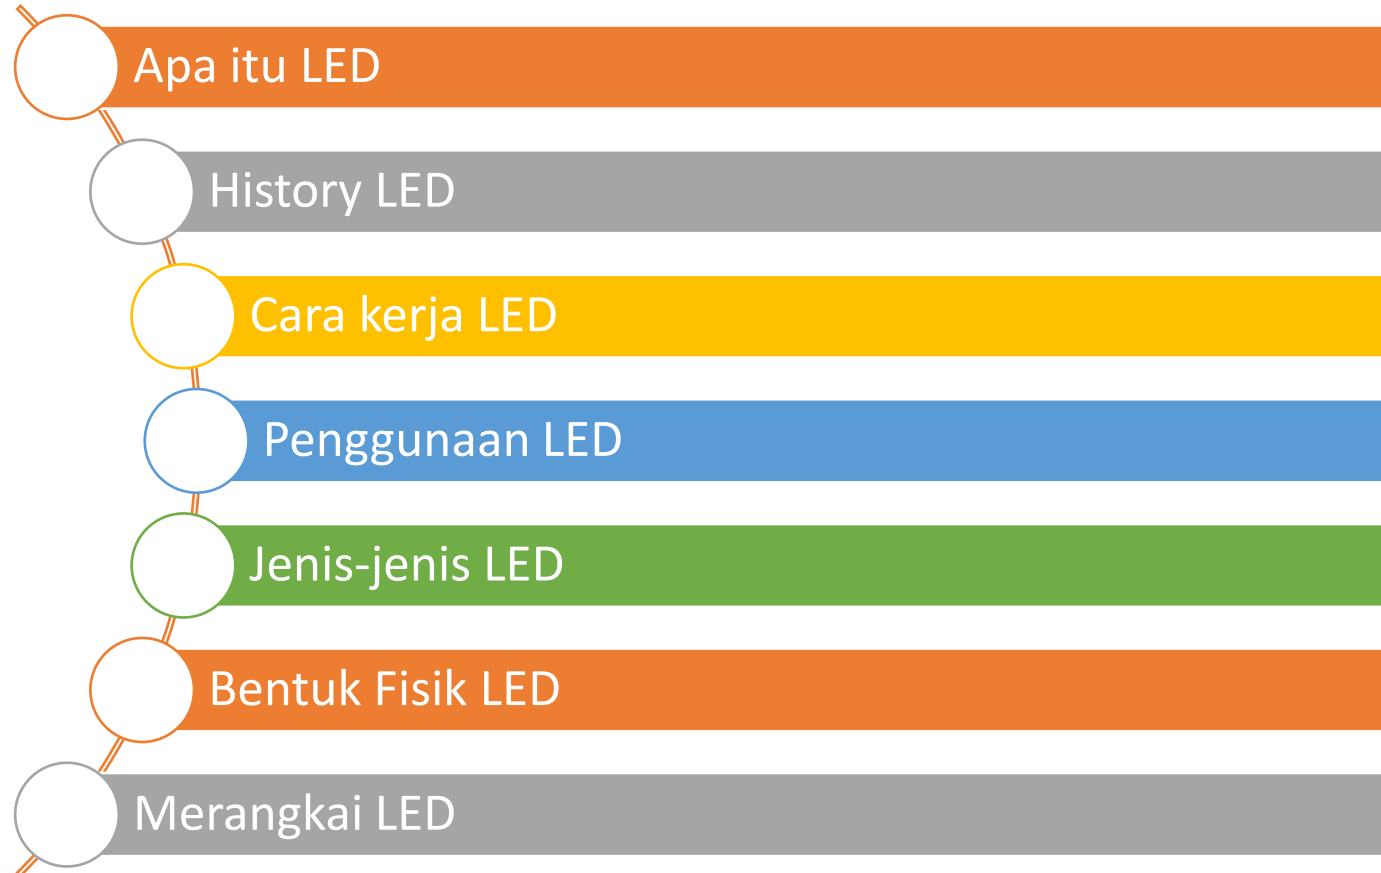 Apa itu LED
History LED
Cara kerja LED
Penggunaan LED
Jenis-jenis LED
Bentuk Fisik LED
Merangkai LED